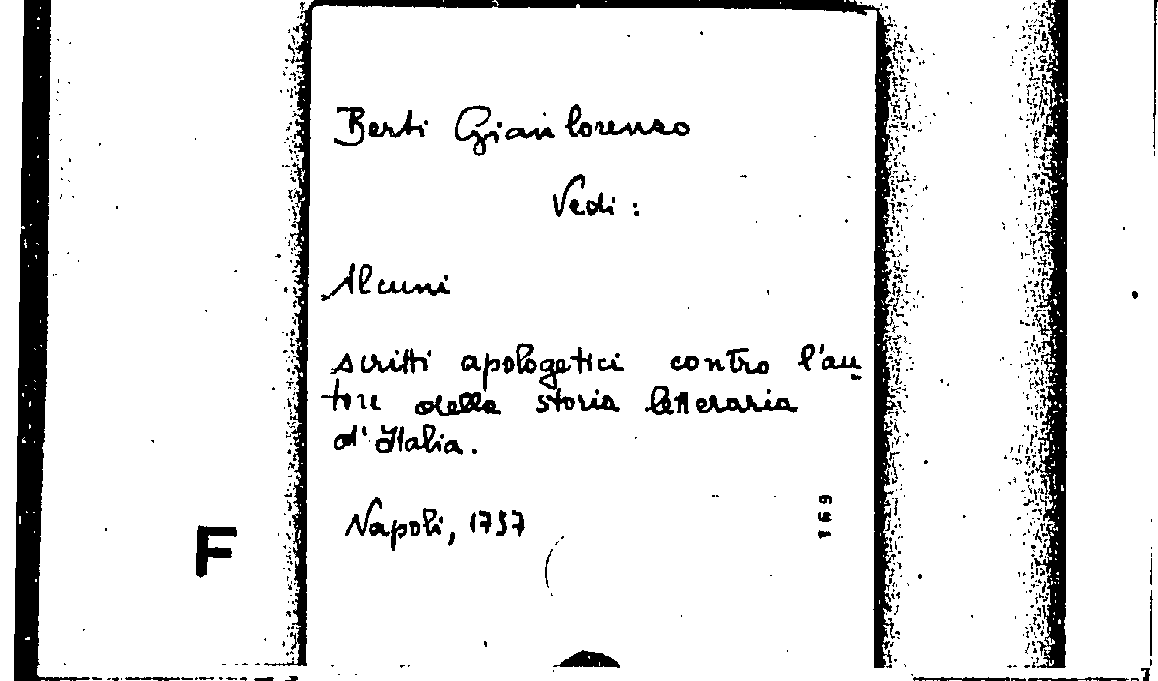 Berti Gianlorenzo
Vedi :
Alcuni
scritti apologetici contro l'au
tore della storia letteraria
d'Italia.
Napoli, 1757
169
F